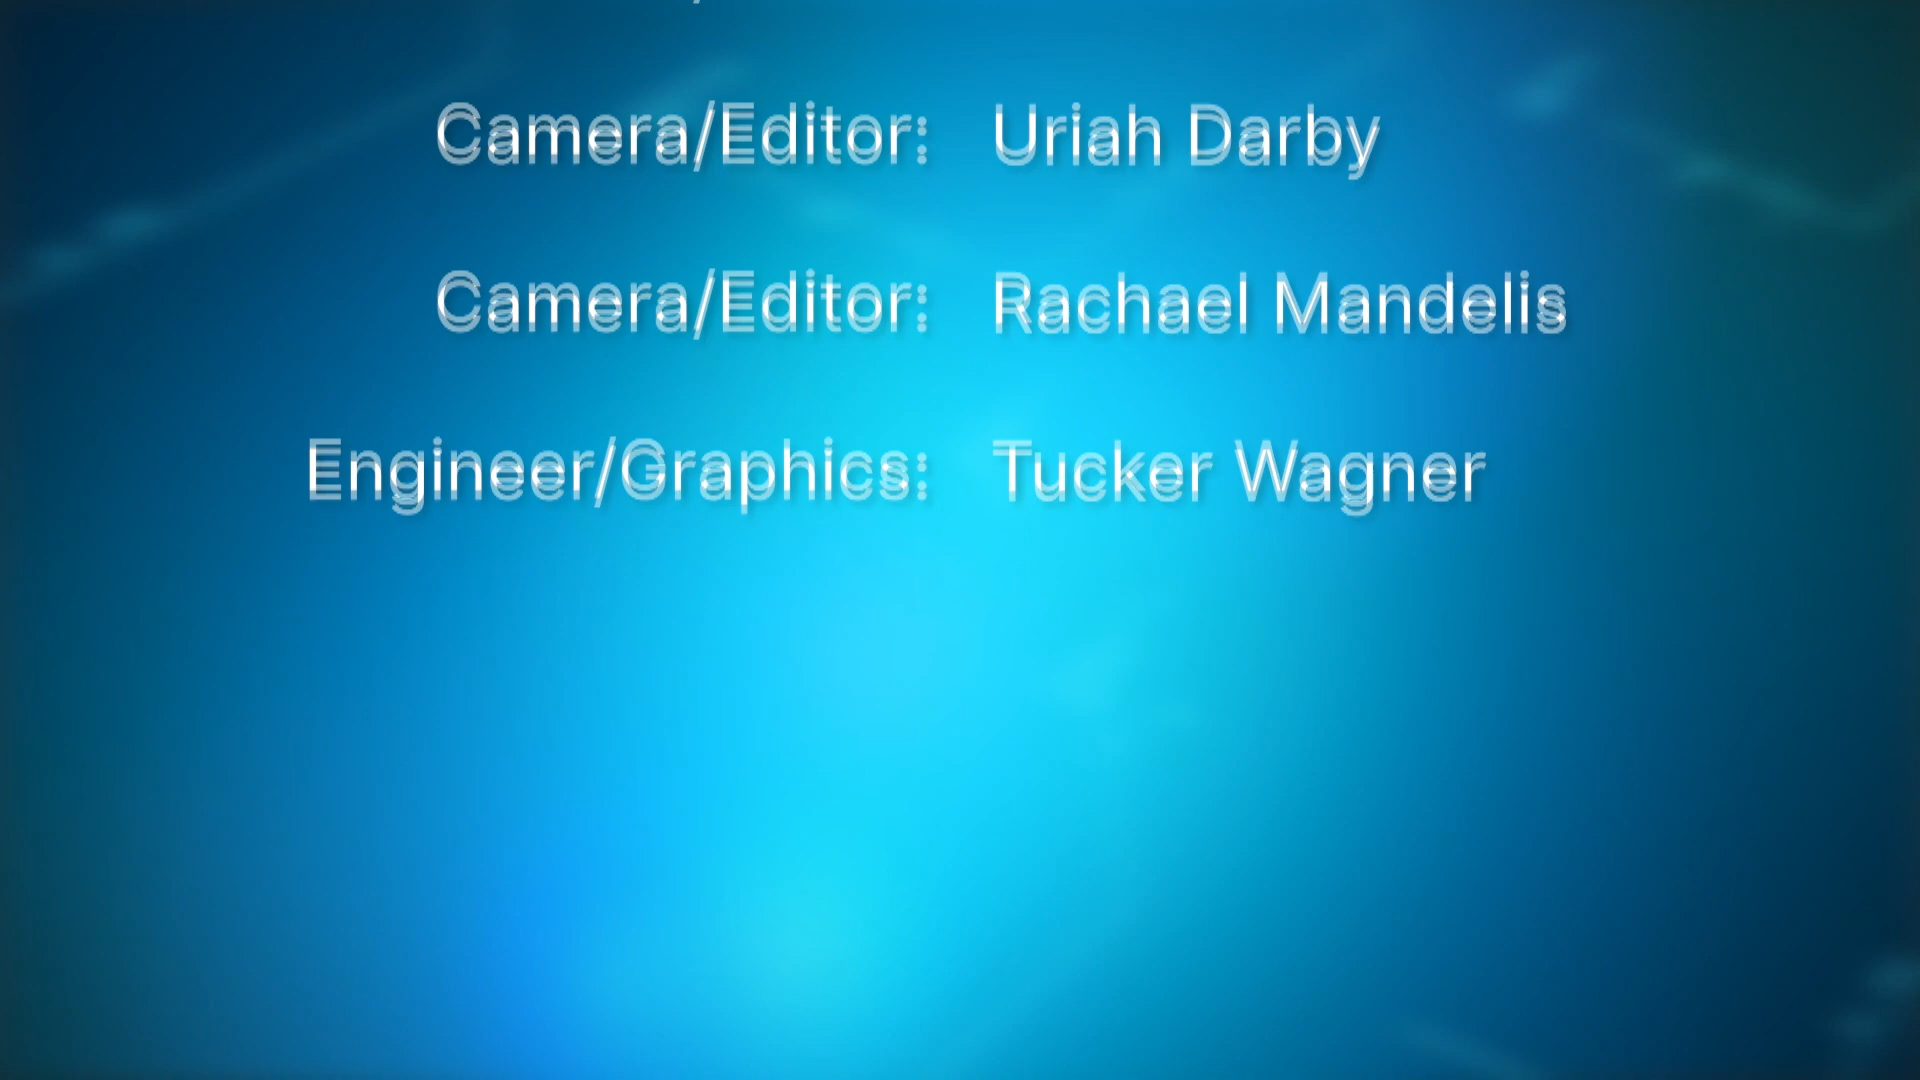 Camera/Editor: Uriah Darby
Camera/Editor: Rachael Mandelis
Engineer/Graphics: Tucker Wagner